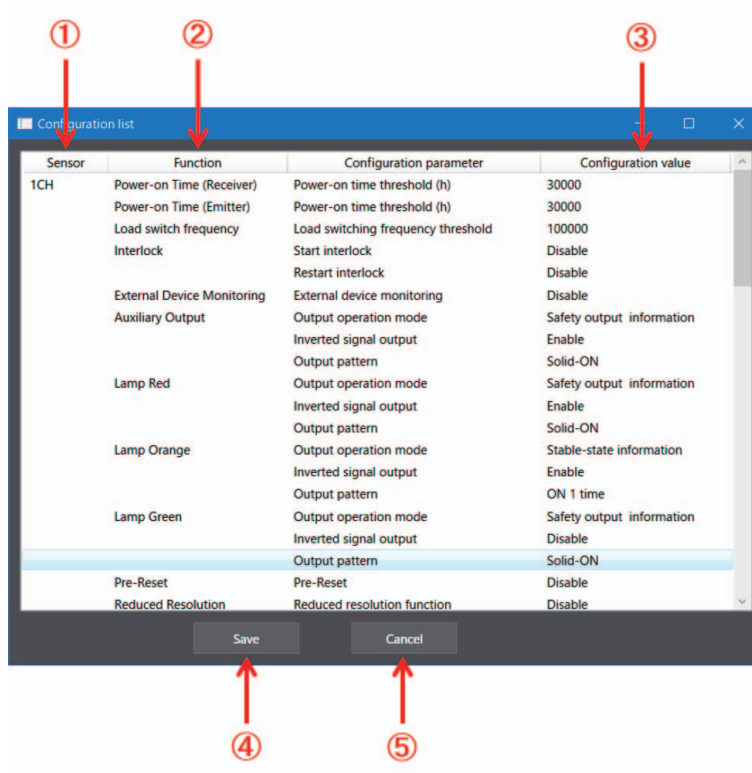 ① ② ③
Configuration list
Sensor Function Configuration parameter Configuration value
1CH Power-on Time (Receiver) Power-on time threshold (h) 30000
Power-on Time (Emitter) Power-on time threshold (h) 30000
Load switch frequency Load switching frequency threshold 100000
Interlock Start interlock Disable
Restart interlock Disable
External Device Monitoring External device monitoring Disable
Auxiliary Output Output operation mode Safety output information
Inverted signal output Enable
Output pattern Solid-ON
Lamp Red Output operation mode Safety output information
Inverted signal output Enable
Output pattern Solid-ON
Lamp Orange Output operation mode Stable-state information
Inverted signal output Enable
Output pattern ON 1 time
Lamp Green Output operation mode Safety output information
Inverted signal output Disable
Output pattern Solid-ON
Pre-Reset Pre-Reset Disable
Reduced Resolution Reduced resolution function Disable
Save Cancel
④ ⑤